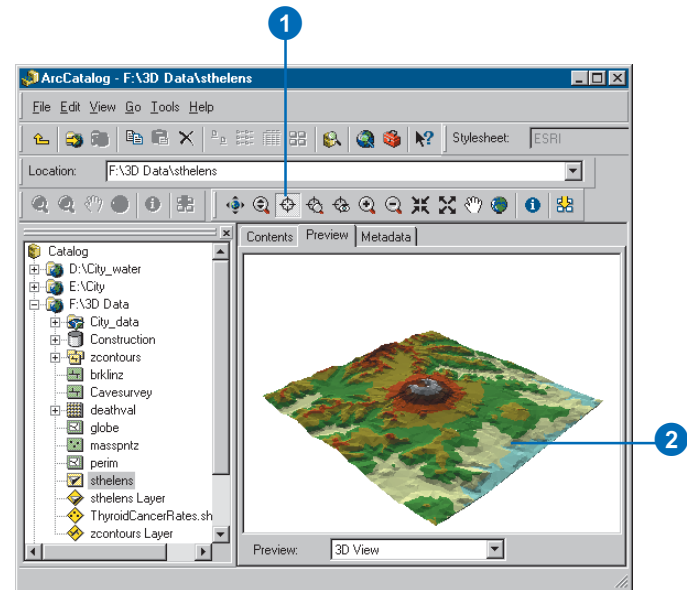 1
ArcCatalog - F:\3D Data\sthelens
File Edit View Go Tools Help
Stylesheet: ESRI
Location: F:\3D Data\sthelens
Contents Preview Metadata
Catalog
D:\City_water
E:\City
F:\3D Data
City_data
Construction
zcontours
brklinz
Cavesurvey
deathval
globe
masspntz
perim
sthelens
sthelens Layer
ThyroidCancerRates.sh
zcontours Layer
2
Preview: 3D View